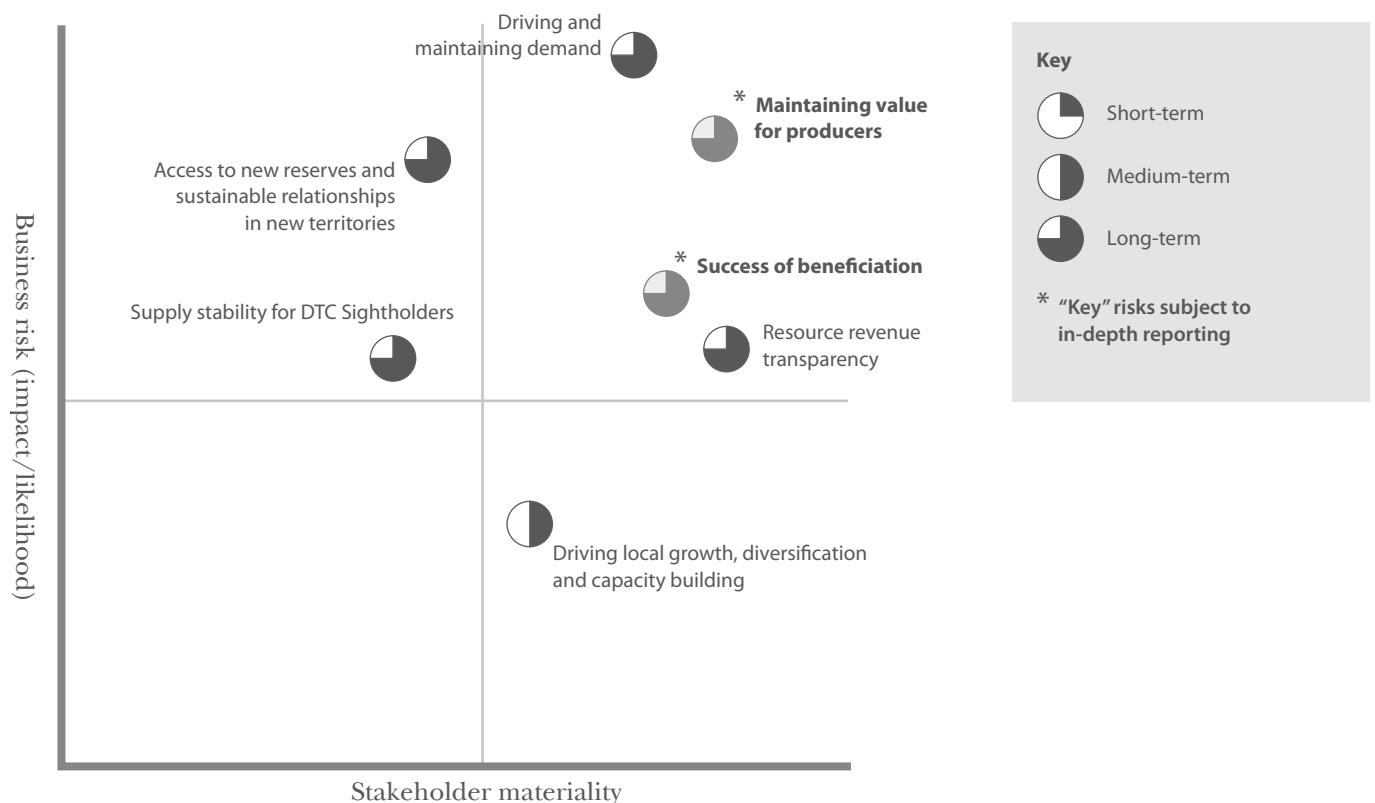 Driving and
maintaining demand
* Maintaining value
for producers
Access to new reserves and
sustainable relationships
in new territories
* Success of beneficiation
Supply stability for DTC Sightholders
Resource revenue
transparency
Driving local growth, diversification
and capacity building
Business risk (impact/likelihood)
Stakeholder materiality
Key
Short-term
Medium-term
Long-term
* “Key” risks subject to
in-depth reporting